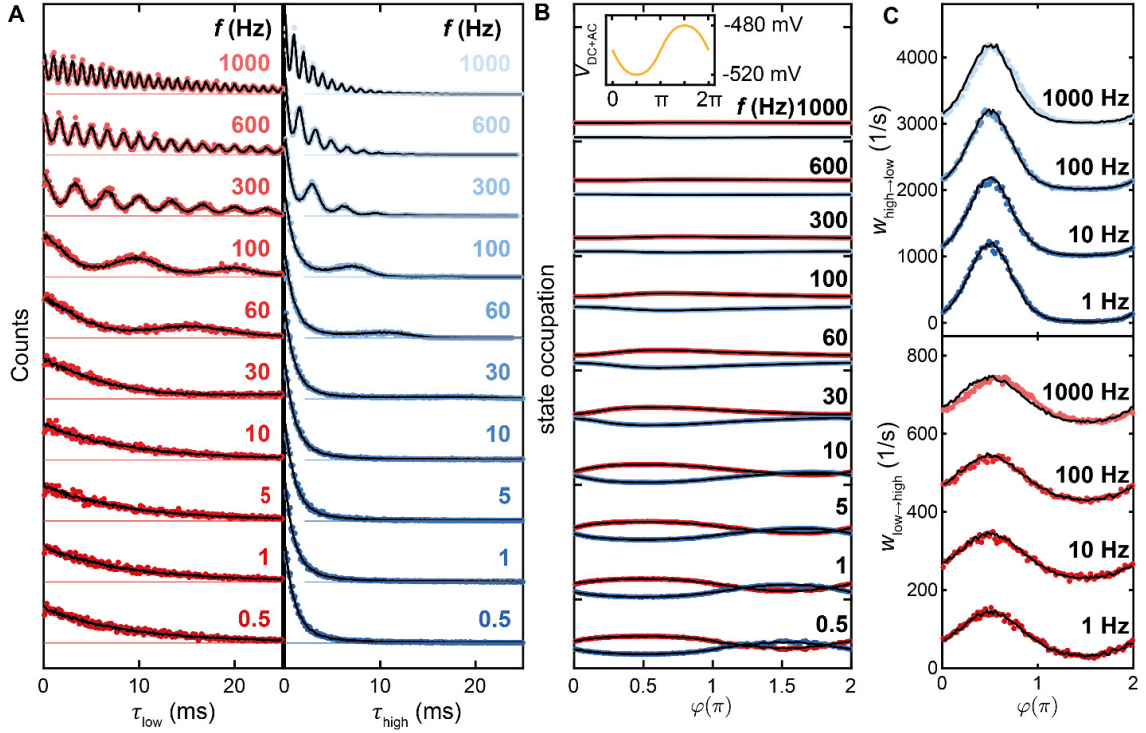 A
f (Hz)
1000
600
300
100
60
30
10
5
1
0.5
Counts
0
10
20
τlow (ms)
f (Hz)
1000
600
300
100
60
30
10
5
1
0.5
0
10
20
τhigh (ms)
B
VDC+AC
-480 mV
-520 mV
0
π
2π
f (Hz) 1000
600
300
100
60
30
10
5
1
0.5
state occupation
0
0.5
1
2
φ(π)
C
4000
3000
2000
1000
0
whigh→low (1/s)
1000 Hz
100 Hz
10 Hz
1 Hz
800
600
400
200
0
wlow→high (1/s)
1000 Hz
100 Hz
10 Hz
1 Hz
0
1
2
φ(π)